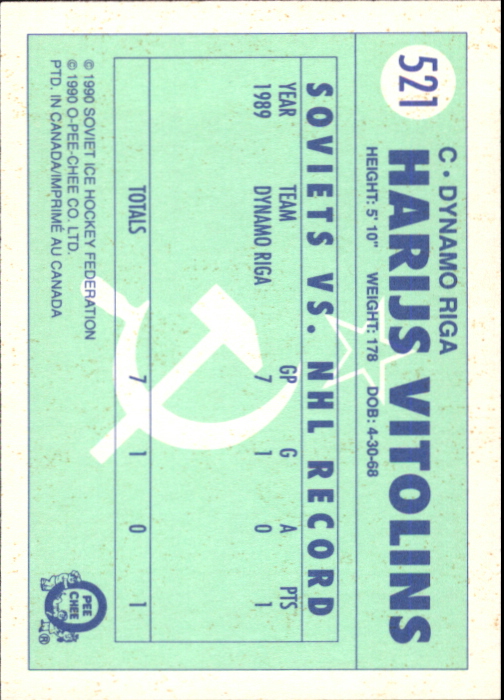 521
C • DYNAMO RIGA
HARIJS VITOLINS
HEIGHT: 5' 10" WEIGHT: 178 DOB: 4-30-68
SOVIETS VS. NHL RECORD
YEAR TEAM GP G A PTS
1989 DYNAMO RIGA 7 1 0 1
TOTALS 7 1 0 1
© 1990 SOVIET ICE HOCKEY FEDERATION
© 1990 O-PEE-CHEE CO. LTD.
PTD. IN CANADA/IMPRIMÉ AU CANADA
O
PEE
CHEE
®